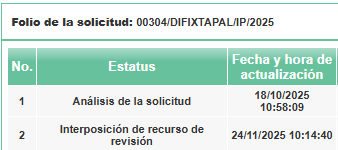 Folio de la solicitud: 00304/DIFIXTAPAL/IP/2025
No. Estatus Fecha y hora de actualización
1 Análisis de la solicitud 18/10/2025 10:58:09
2 Interposición de recurso de revisión 24/11/2025 10:14:40